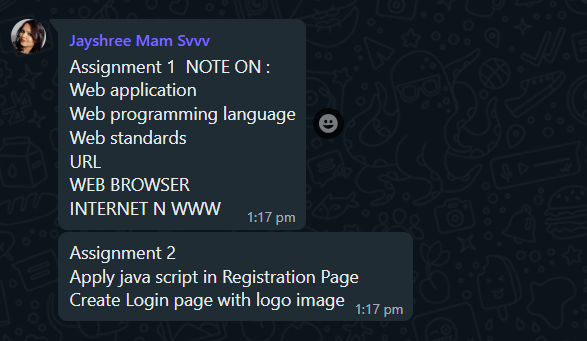 Jayshree Mam Svvv
Assignment 1  NOTE ON :
Web application
Web programming language
Web standards
URL
WEB BROWSER
INTERNET N WWW
1:17 pm
Assignment 2
Apply java script in Registration Page
Create Login page with logo image
1:17 pm